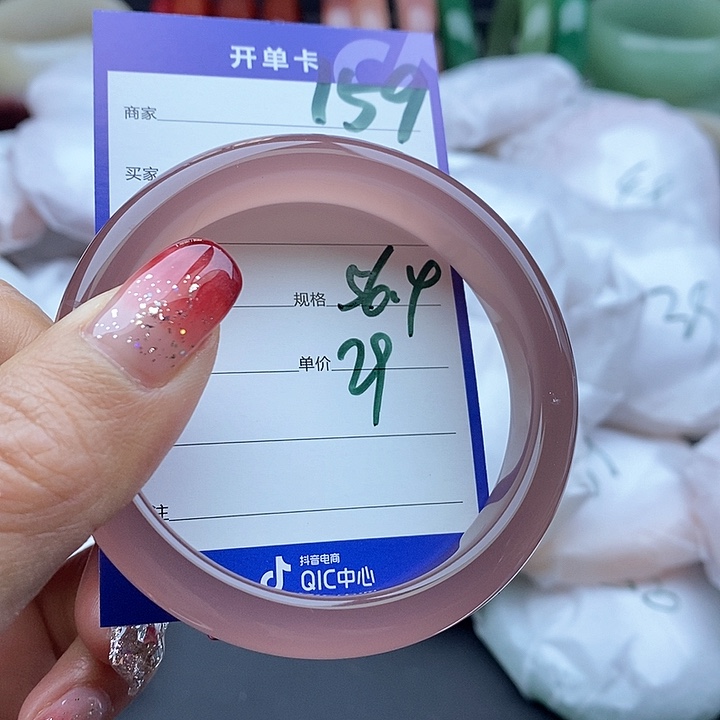 开单卡
商家 159
买家
规格 56.4
单价 29
注
抖音电商
QIC中心